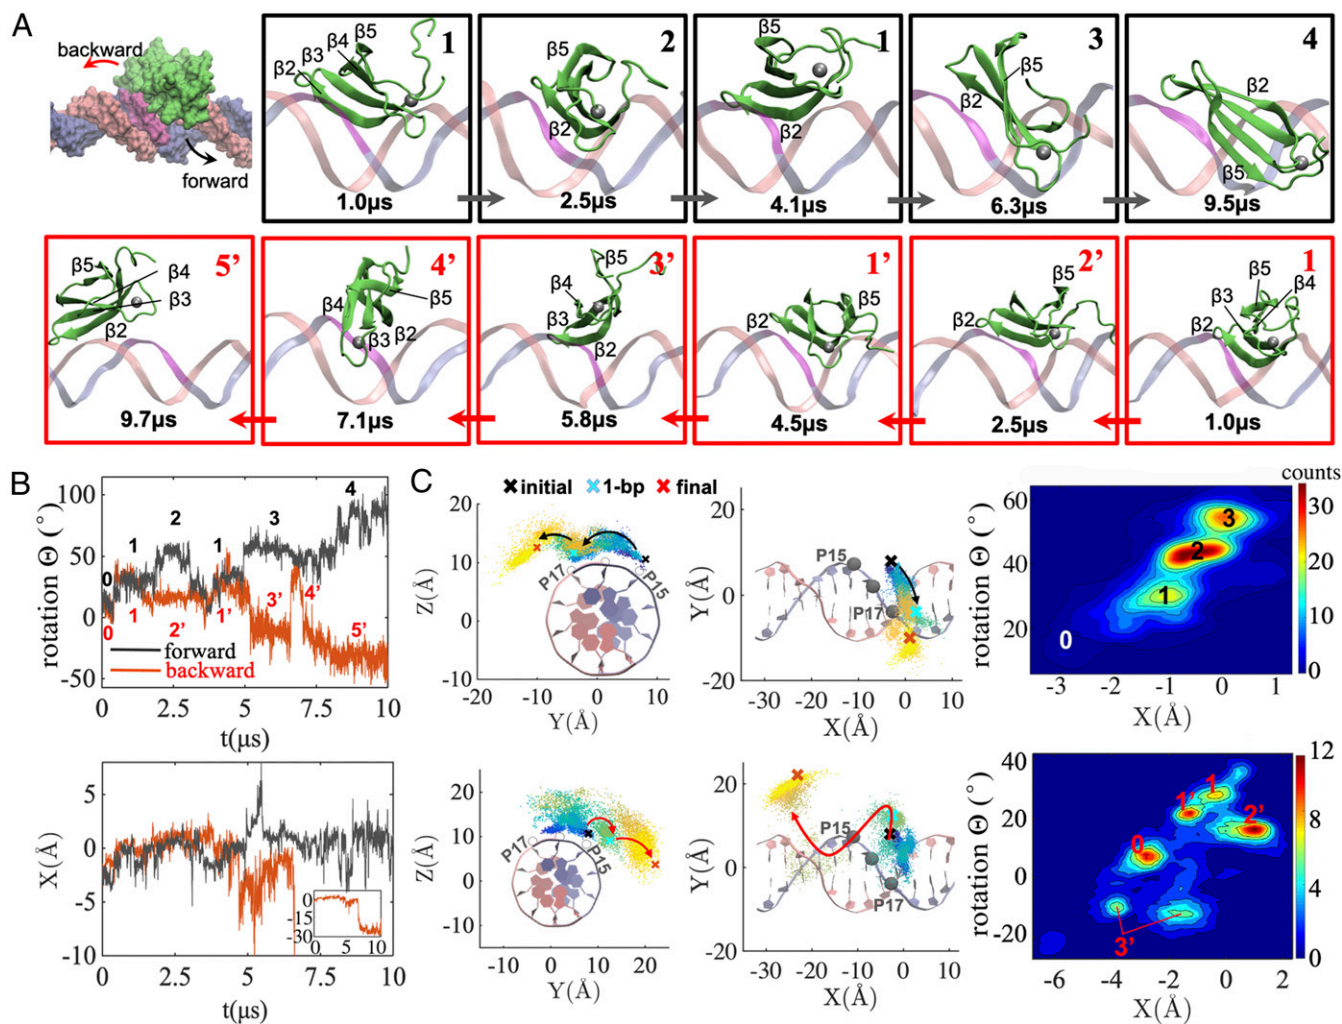 A
backward
forward
β2 β3 β4 β5 1
1.0µs
β5 2
β2
2.5µs
β5 1
β2
4.1µs
3
β5
β2
6.3µs
4
β2
β5
9.5µs
5’
β5 β4
β3
β2
9.7µs
4’
β4 β5
β3 β2
7.1µs
3’
β5
β4
β3
β2
5.8µs
1’
β5
β2
4.5µs
2’
β5
β2
2.5µs
1
β5
β3
β2
1.0µs
B
rotation Θ (°)
100
50
0
-50
0 1 2 1 3 4
0 1 2’ 1’ 3’ 4’ 5’
forward
backward
0 2.5 5 7.5 10
t(µs)
X(Å)
5
0
-5
-10
0
-15
-30
0 5 10
0 2.5 5 7.5 10
t(µs)
C
initial 1-bp final
Z(Å)
20
10
0
-10
P17 P15
-20 -10 0 10
Y(Å)
Y(Å)
20
0
-20
P15
P17
-30 -20 -10 0 10
X(Å)
counts
rotation Θ (°)
60
40
20
3
2
1
0
-3 -2 -1 0 1
X(Å)
30
20
10
0
Z(Å)
20
10
0
-10
P17 P15
-10 0 10 20
Y(Å)
Y(Å)
20
0
-20
P15
P17
-30 -20 -10 0 10
X(Å)
rotation Θ (°)
40
20
0
-20
1
1’
2’
0
3’
-6 -4 -2 0 2
X(Å)
12
8
4
0